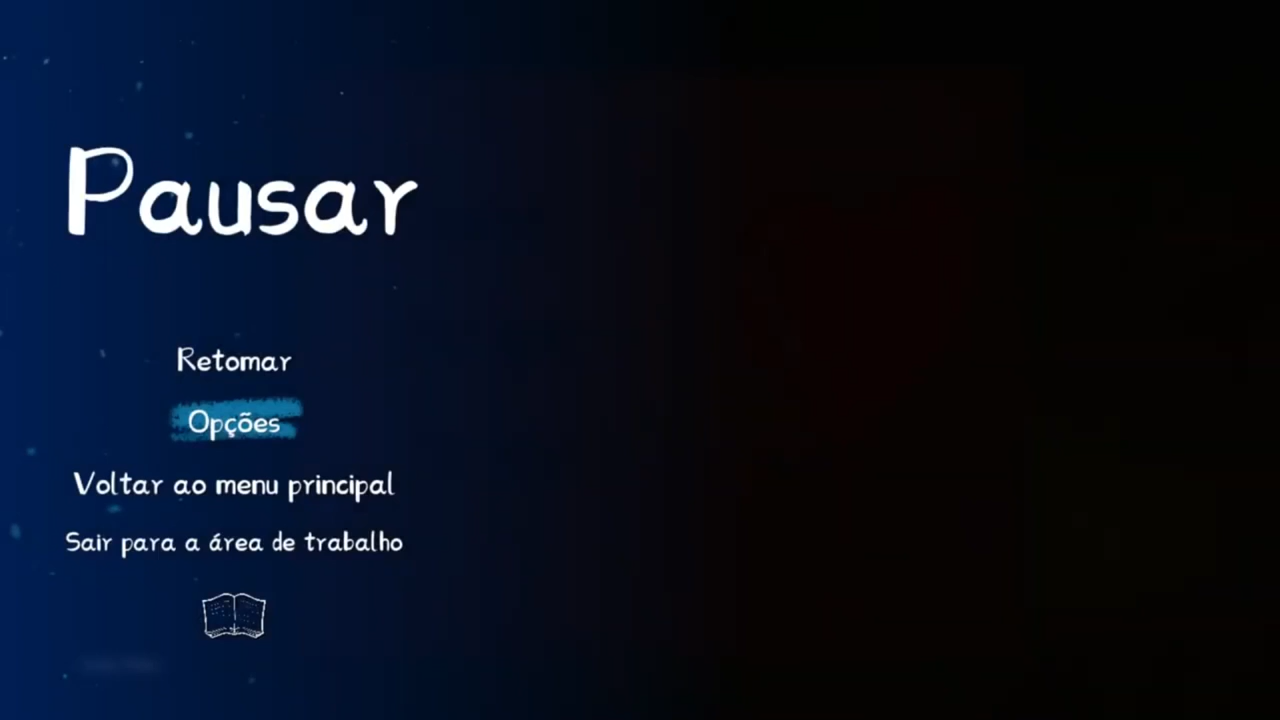 Pausar
Retomar
Opções
Voltar ao menu principal
Sair para a área de trabalho